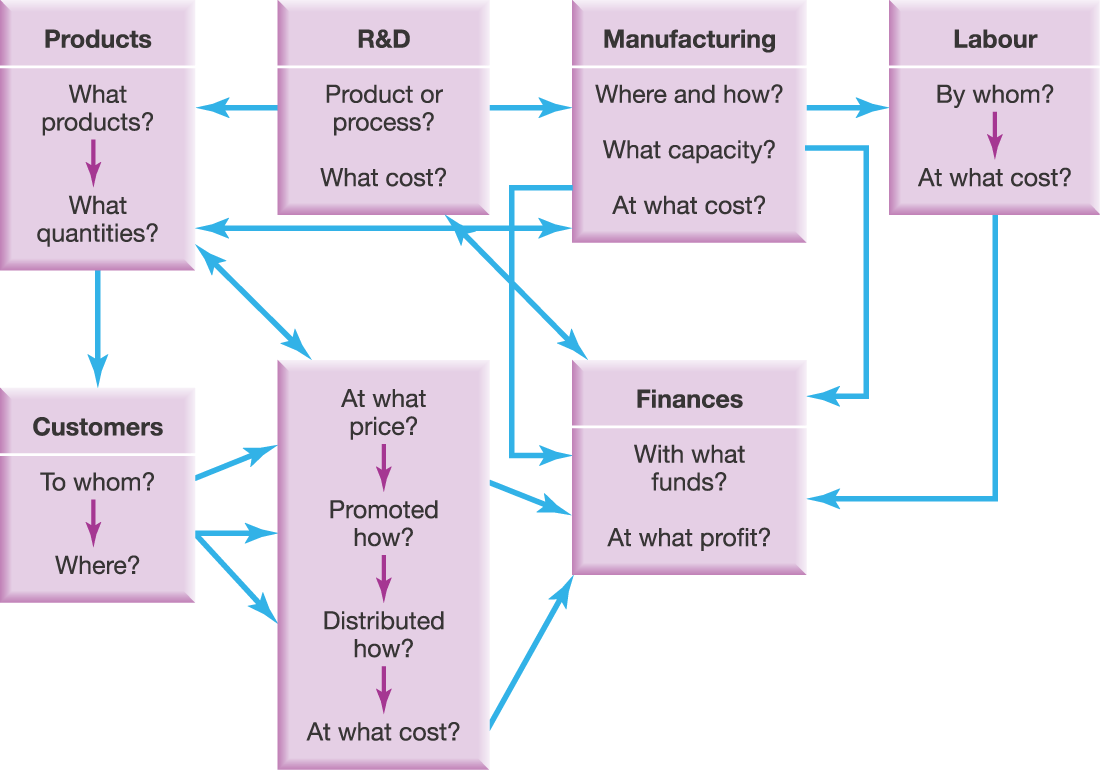 Products
What
products?
What
quantities?
R&D
Product or
process?
What cost?
Manufacturing
Where and how?
What capacity?
At what cost?
Labour
By whom?
At what cost?
Customers
To whom?
Where?
At what
price?
Promoted
how?
Distributed
how?
At what cost?
Finances
With what
funds?
At what profit?